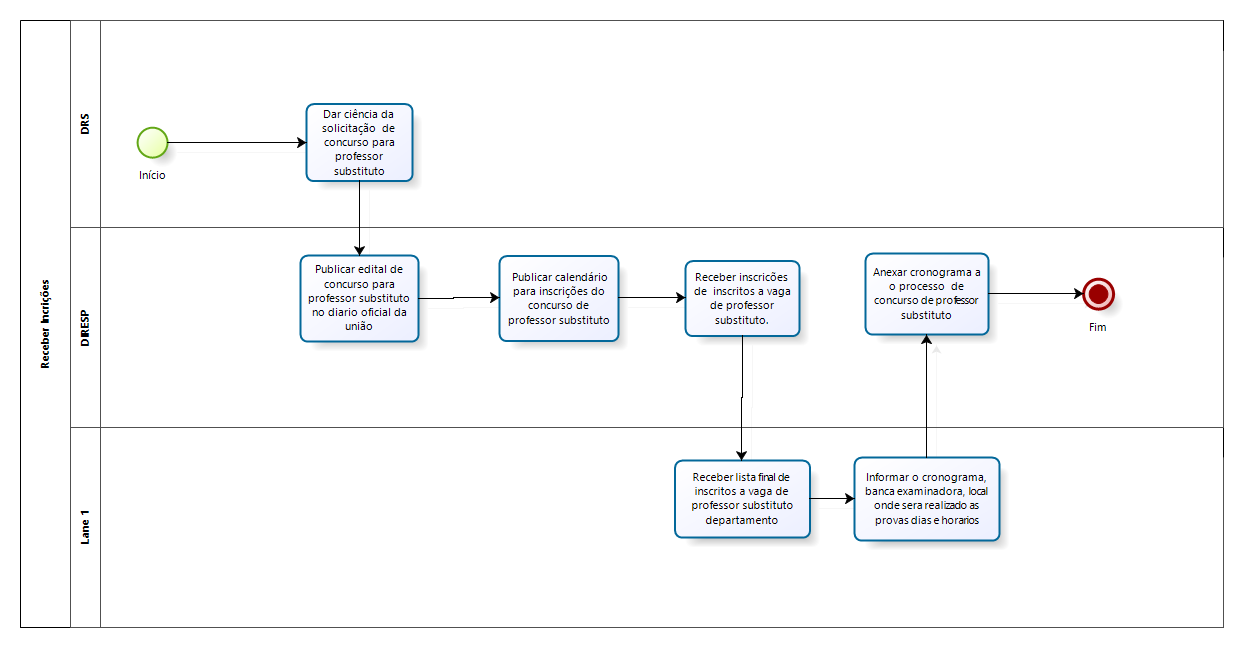 Receber Incrições
DRS
Início
Dar ciência da
solicitação de
concurso para
professor
substituto
DIRESP
Publicar edital de
concurso para
professor substituto
no diario oficial da
união
Publicar calendário
para inscrições do
concurso de
professor substituto
Receber inscricões
de inscritos a vaga
de professor
substituto.
Anexar cronograma a
o processo de
concurso de professor
substituto
Fim
Lane 1
Receber lista final de
inscritos a vaga de
professor substituto
departamento
Informar o cronograma,
banca examinadora, local
onde sera realizado as
provas dias e horarios